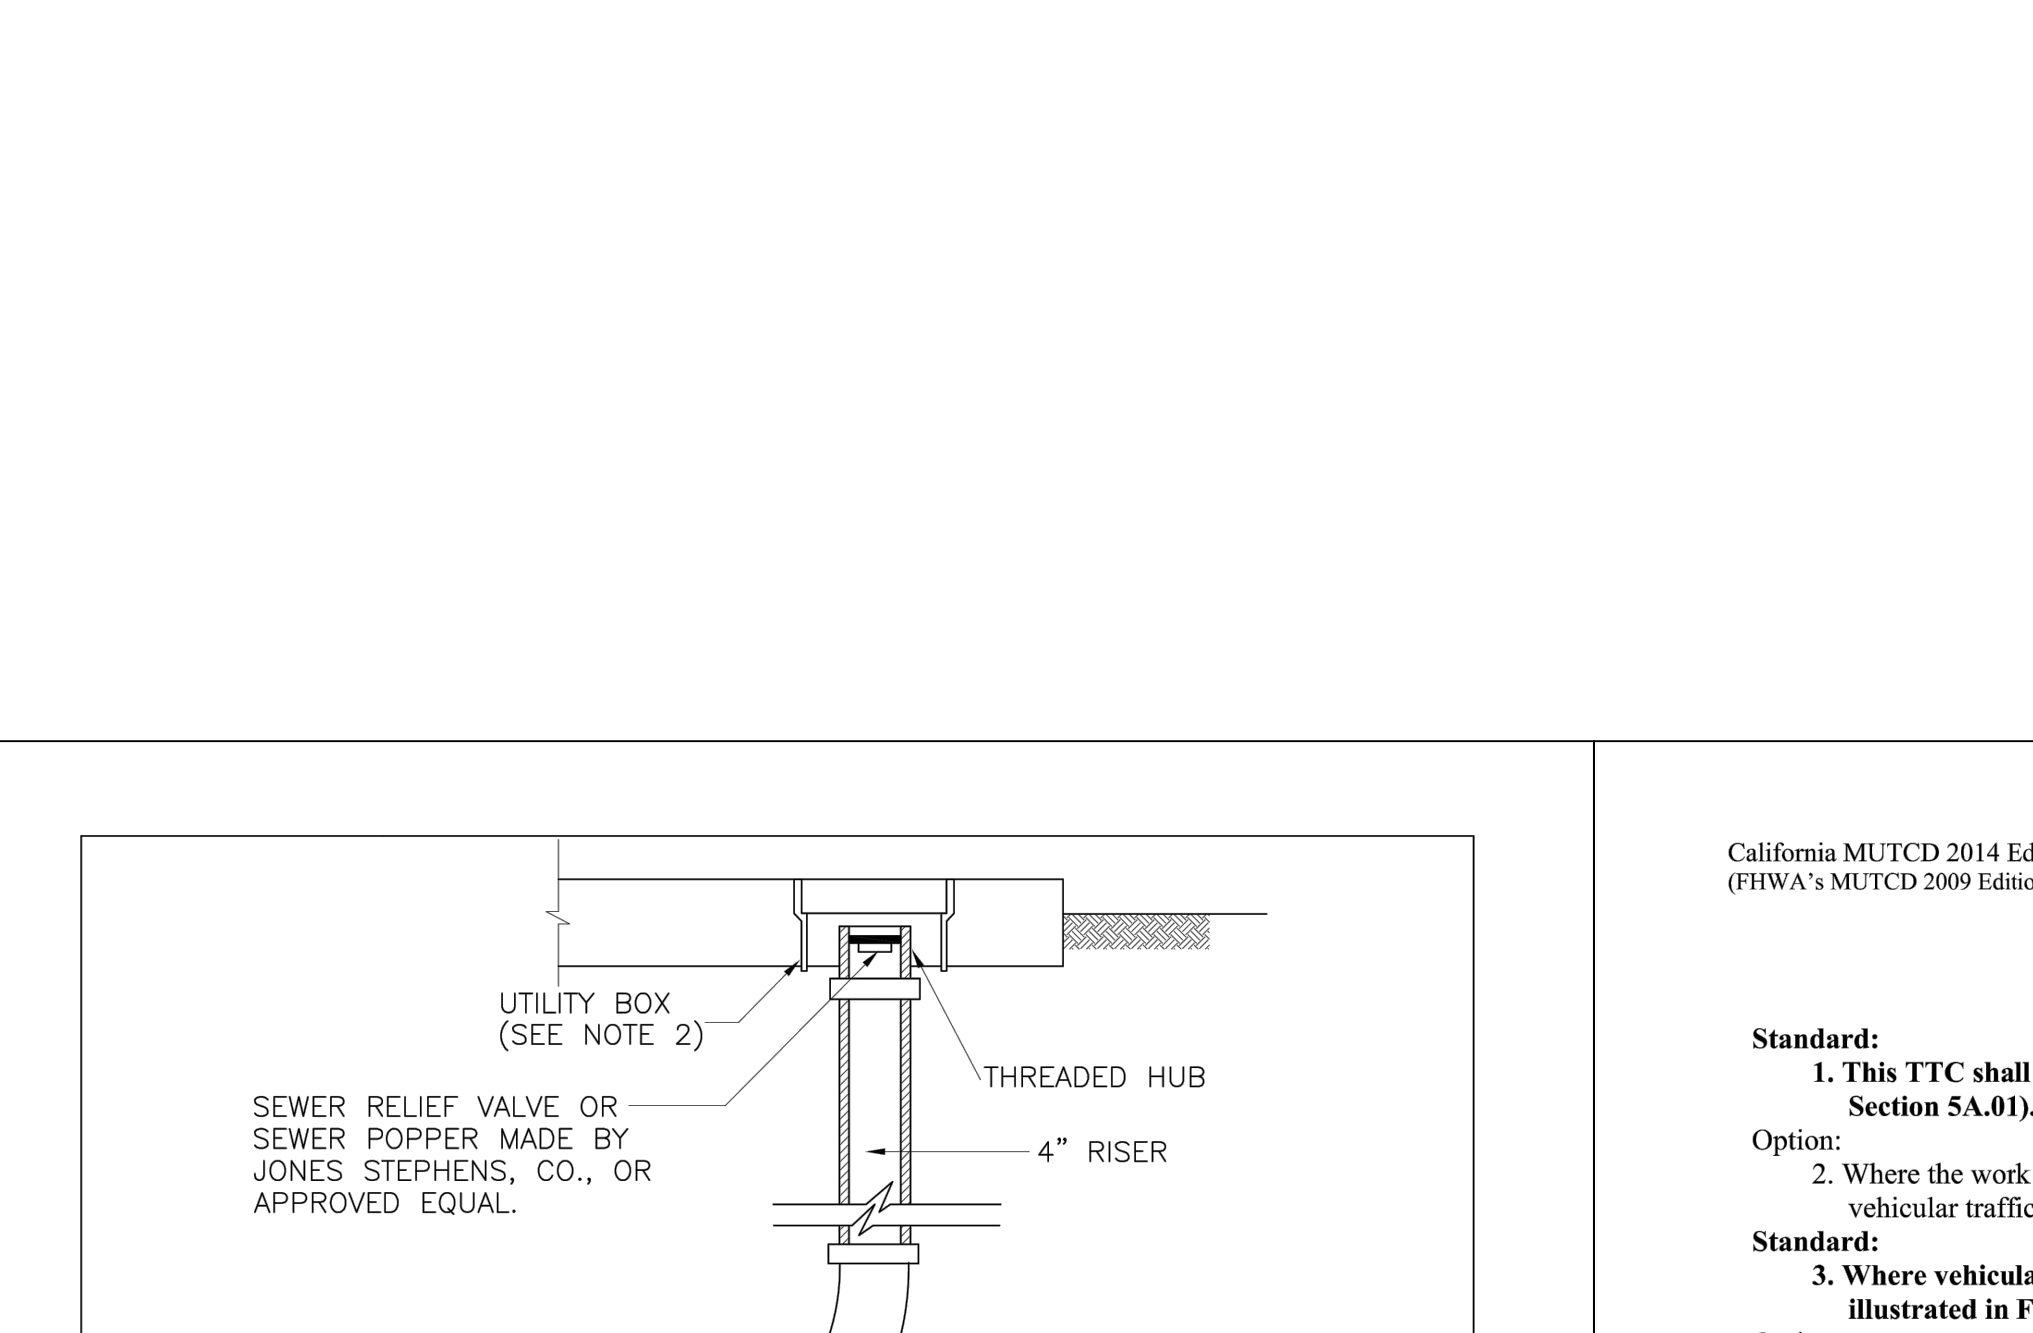 UTILITY BOX
(SEE NOTE 2)
THREADED HUB
SEWER RELIEF VALVE OR
SEWER POPPER MADE BY
JONES STEPHENS, CO., OR
APPROVED EQUAL.
4” RISER
California MUTCD 2014 Ed
(FHWA’s MUTCD 2009 Editio
Standard:
1. This TTC shall
Section 5A.01).
Option:
2. Where the work
vehicular traffic
Standard:
3. Where vehicula
illustrated in F